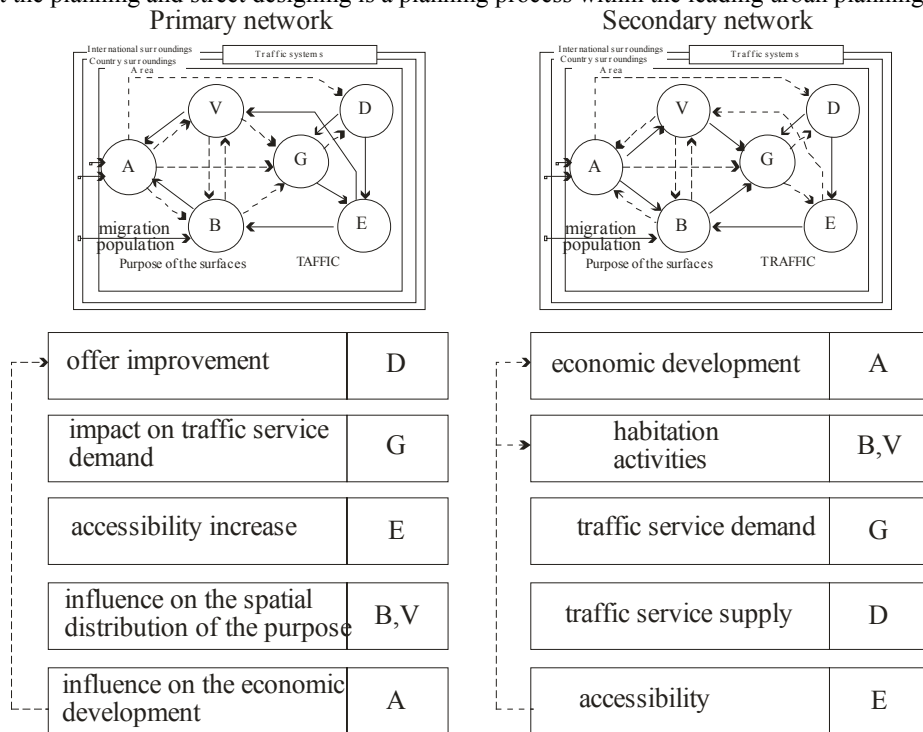 t the planning and street designing is a planning process within the leading urban planning
Primary network
International surroundings
Country surroundings
Area
Traffic systems
V
D
A
G
B
E
migration
population
Purpose of the surfaces
TAFFIC
Secondary network
International surroundings
Country surroundings
Area
Traffic systems
V
D
A
G
B
E
migration
population
Purpose of the surfaces
TRAFFIC
offer improvement
D
impact on traffic service
demand
G
accessibility increase
E
influence on the spatial
distribution of the purpose
B,V
influence on the economic
development
A
economic development
A
habitation
activities
B,V
traffic service demand
G
traffic service supply
D
accessibility
E